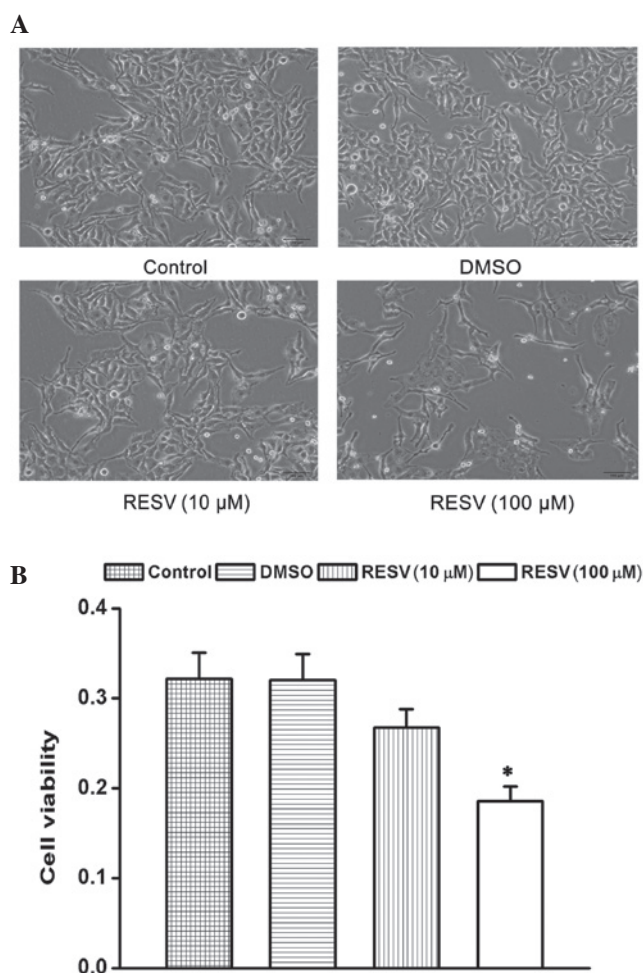 A
Control
DMSO
RESV (10 μM)
RESV (100 μM)
B
Control DMSO RESV (10 μM) RESV (100 μM)
0.4
0.3
0.2
0.1
0.0
Cell viability
*